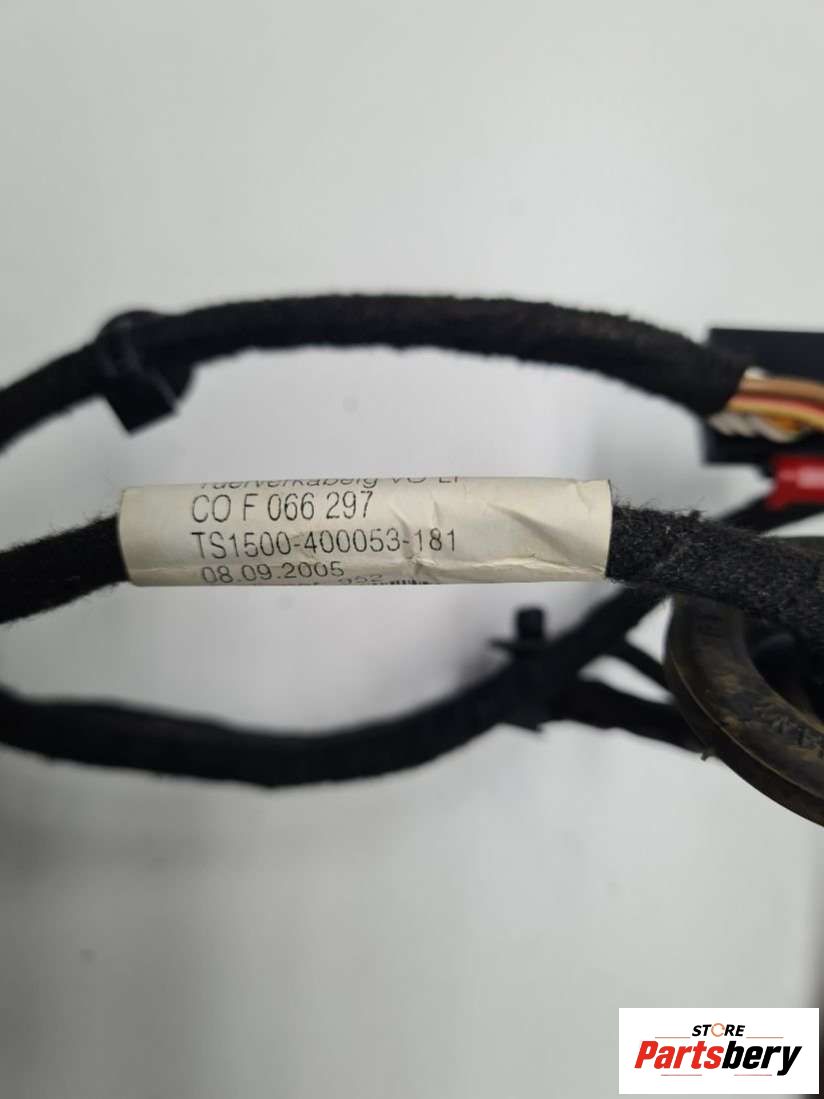 CO F 066 297
TS1500-400053-181
08.09.2005
STORE
Partsbery